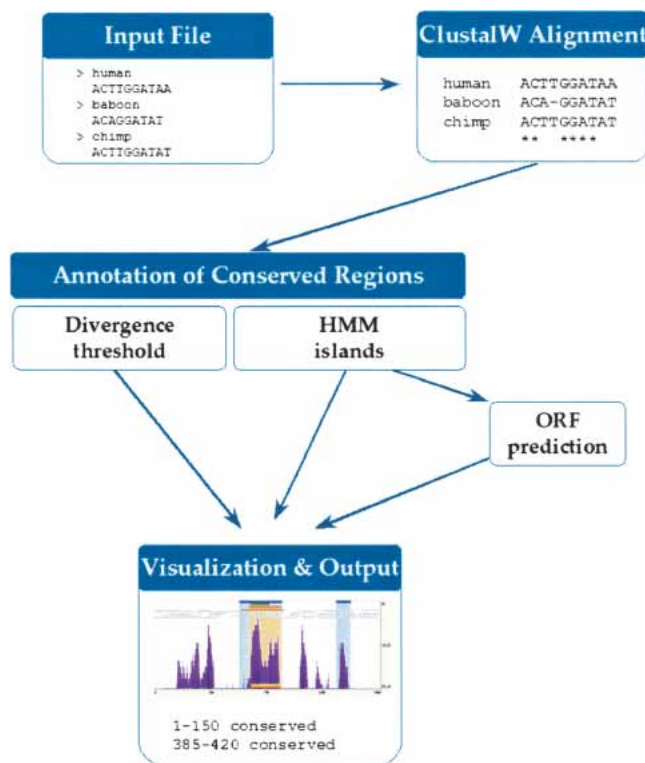 Input File
> human
ACTTGGATAA
> baboon
ACAGGATAT
> chimp
ACTTGGATAT
ClustalW Alignment
human ACTTGGATAA
baboon ACA-GGATAT
chimp ACTTGGATAT
** ****
Annotation of Conserved Regions
Divergence
threshold
HMM
islands
ORF
prediction
Visualization & Output
1-150 conserved
385-420 conserved